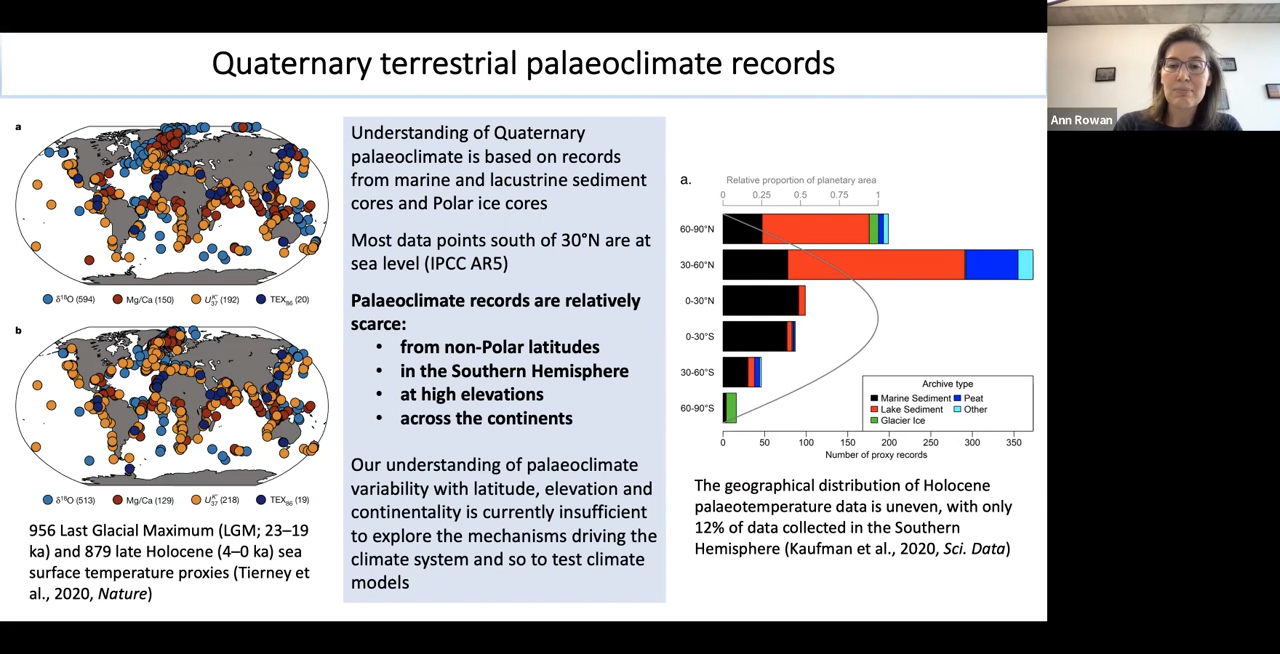 Quaternary terrestrial palaeoclimate records
Ann Rowan
a
δ¹⁸O (594) Mg/Ca (150) U₃₇ᴷ′ (192) TEX₈₆ (20)
b
δ¹⁸O (513) Mg/Ca (129) U₃₇ᴷ′ (218) TEX₈₆ (19)
956 Last Glacial Maximum (LGM; 23–19
ka) and 879 late Holocene (4–0 ka) sea
surface temperature proxies (Tierney et
al., 2020, Nature)
Understanding of Quaternary
palaeoclimate is based on records
from marine and lacustrine sediment
cores and Polar ice cores
Most data points south of 30°N are at
sea level (IPCC AR5)
Palaeoclimate records are relatively
scarce:
• from non-Polar latitudes
• in the Southern Hemisphere
• at high elevations
• across the continents
Our understanding of palaeoclimate
variability with latitude, elevation and
continentality is currently insufficient
to explore the mechanisms driving the
climate system and so to test climate
models
a.
Relative proportion of planetary area
0 0.25 0.5 0.75 1
60-90°N
30-60°N
0-30°N
0-30°S
30-60°S
60-90°S
Archive type
Marine Sediment Peat
Lake Sediment Other
Glacier Ice
0 50 100 150 200 250 300 350
Number of proxy records
The geographical distribution of Holocene
palaeotemperature data is uneven, with only
12% of data collected in the Southern
Hemisphere (Kaufman et al., 2020, Sci. Data)